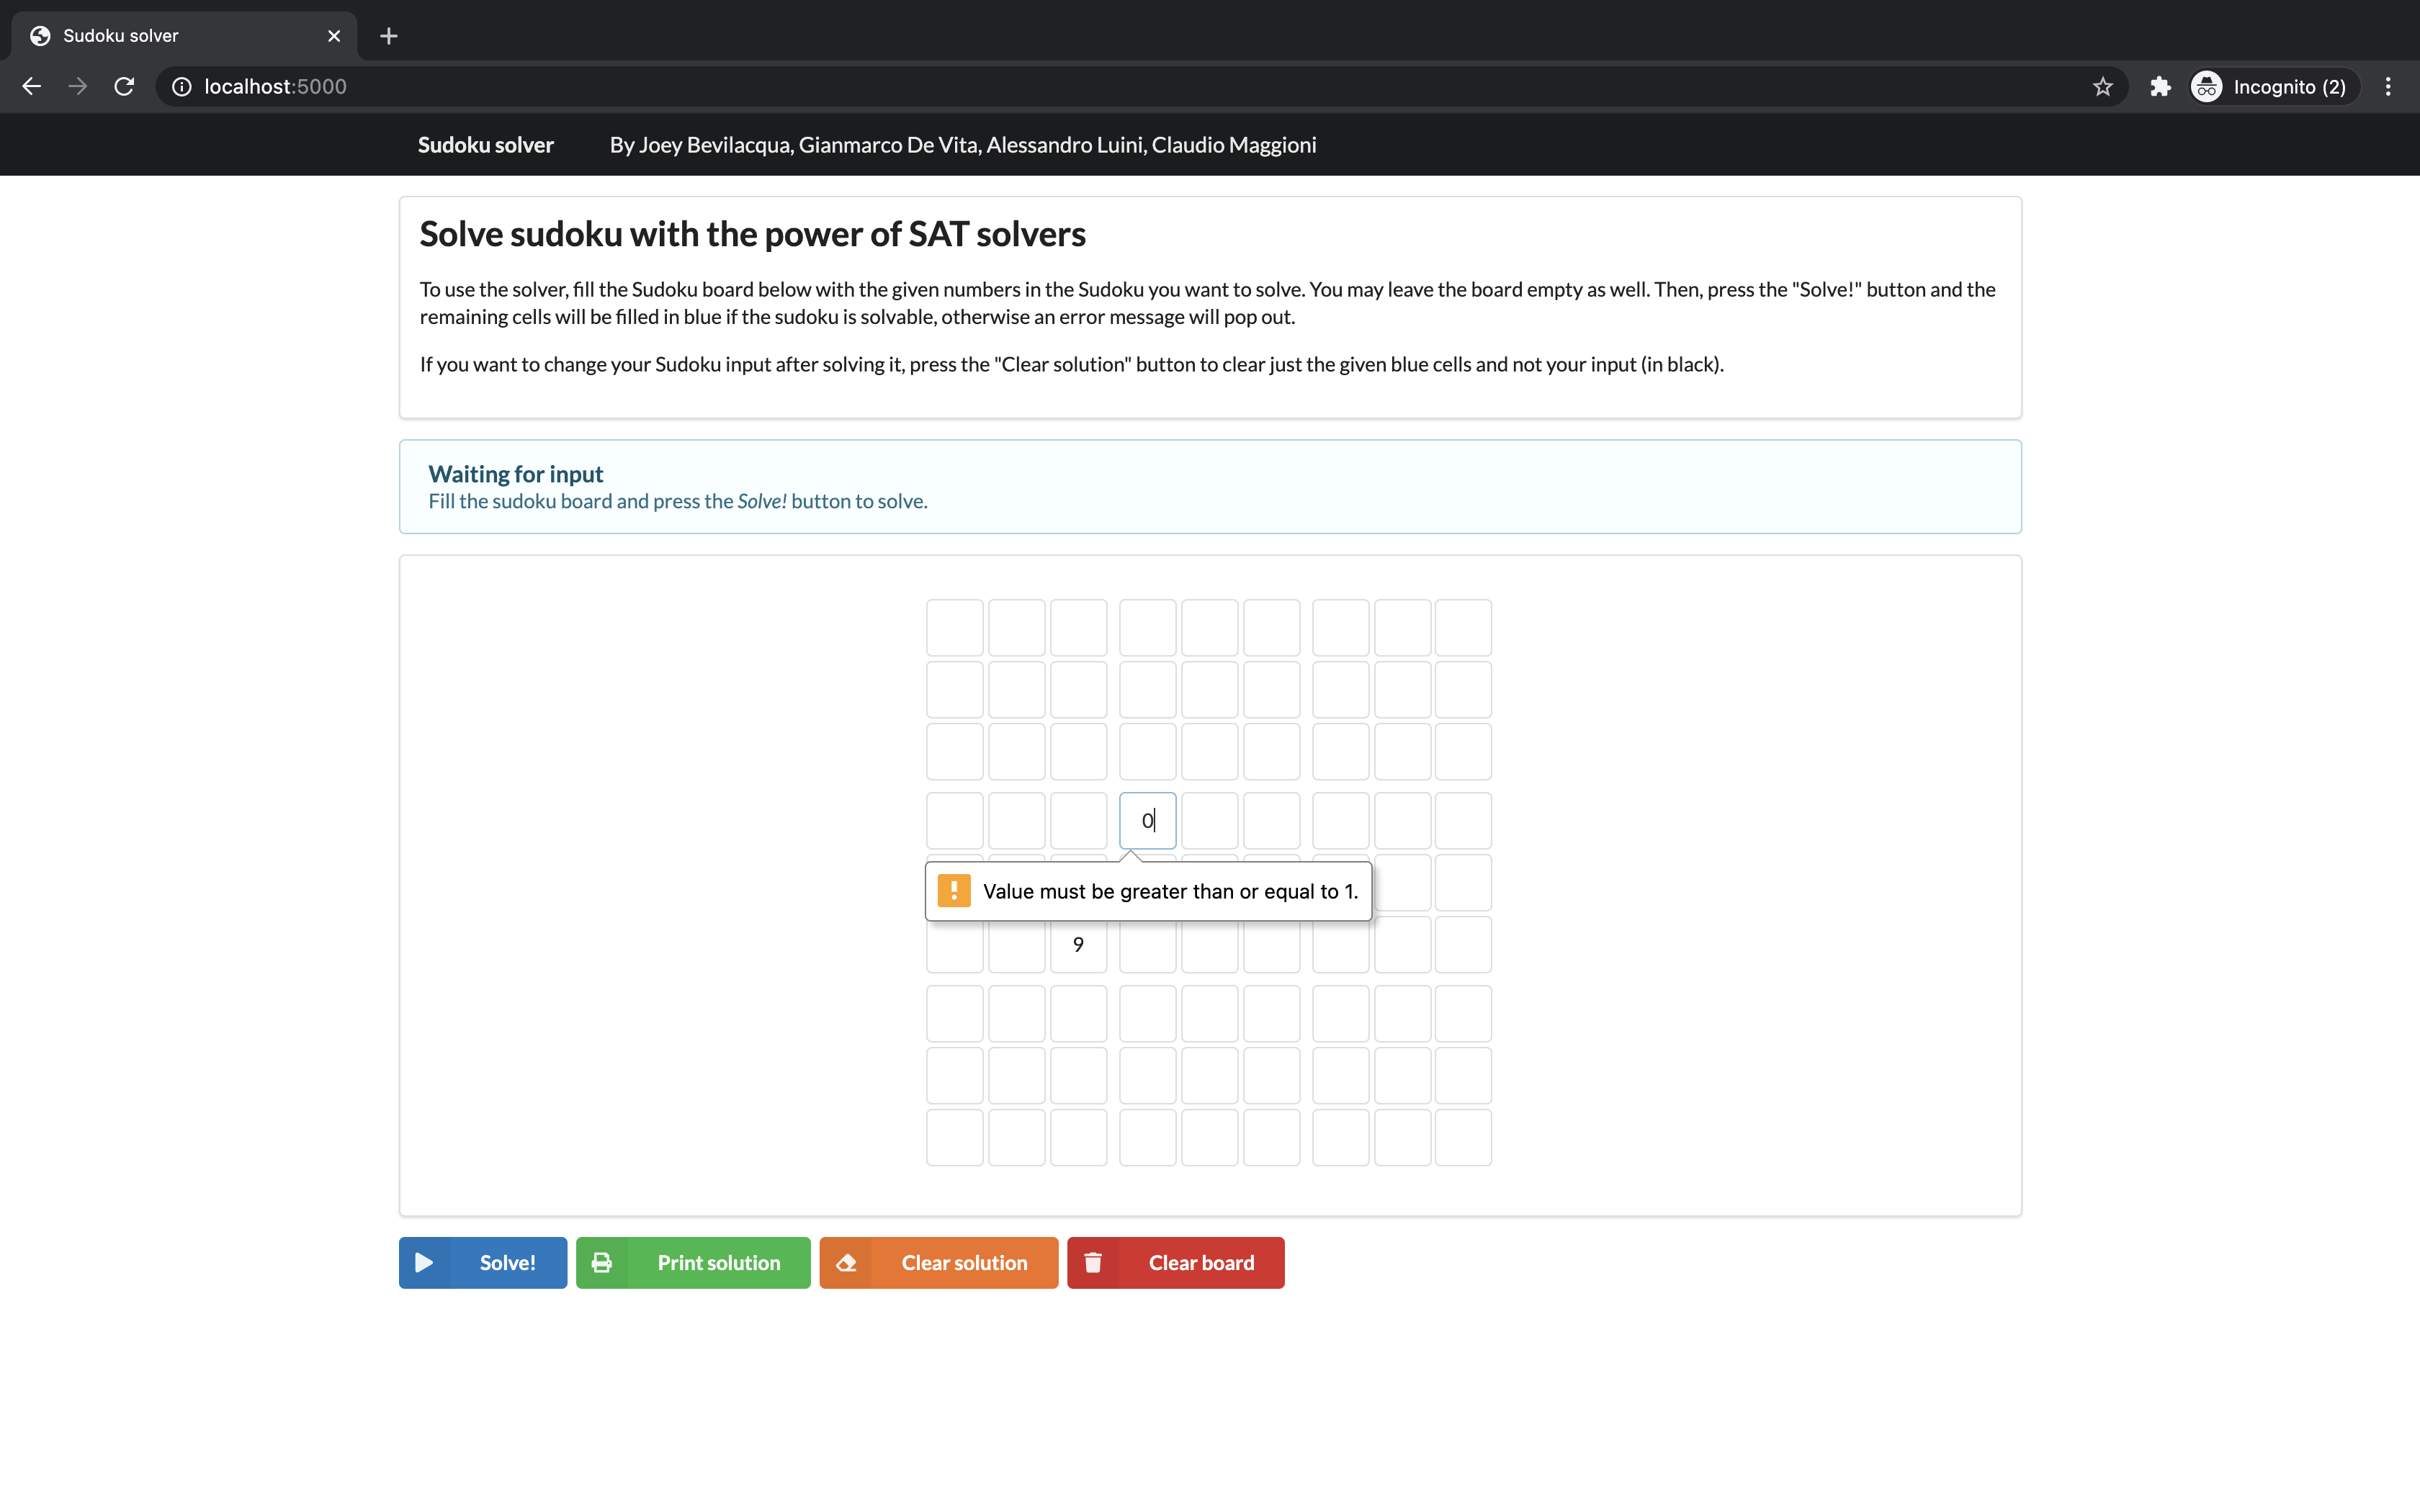 Sudoku solver
localhost:5000
Incognito (2)
Sudoku solver By Joey Bevilacqua, Gianmarco De Vita, Alessandro Luini, Claudio Maggioni
Solve sudoku with the power of SAT solvers
To use the solver, fill the Sudoku board below with the given numbers in the Sudoku you want to solve. You may leave the board empty as well. Then, press the "Solve!" button and the
remaining cells will be filled in blue if the sudoku is solvable, otherwise an error message will pop out.
If you want to change your Sudoku input after solving it, press the "Clear solution" button to clear just the given blue cells and not your input (in black).
Waiting for input
Fill the sudoku board and press the Solve! button to solve.
0
Value must be greater than or equal to 1.
9
Solve! Print solution Clear solution Clear board